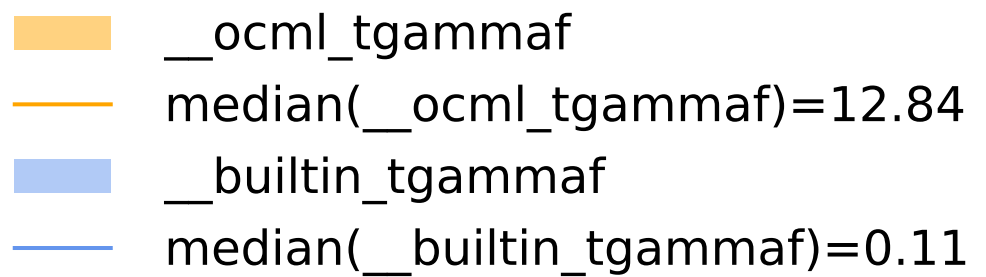 __ocml_tgammaf
median(__ocml_tgammaf)=12.84
__builtin_tgammaf
median(__builtin_tgammaf)=0.11